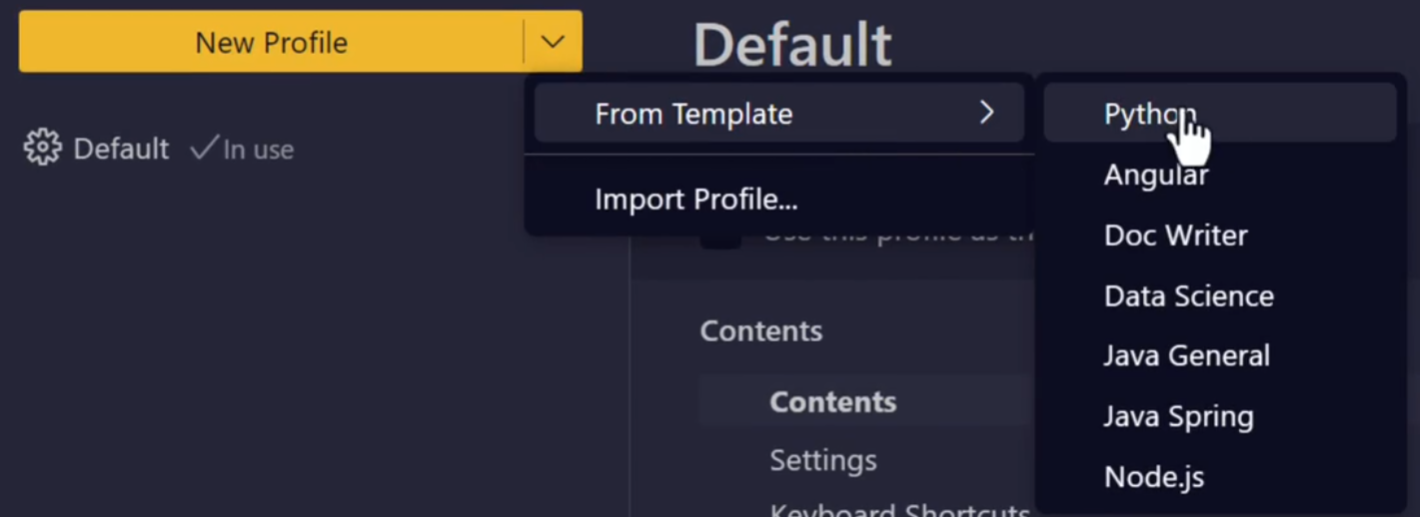 New Profile
Default
From Template
Python
Default
In use
Angular
Import Profile...
Use this profile as th
Doc Writer
Data Science
Contents
Java General
Contents
Java Spring
Settings
Node.js
Keyboard Shortcuts